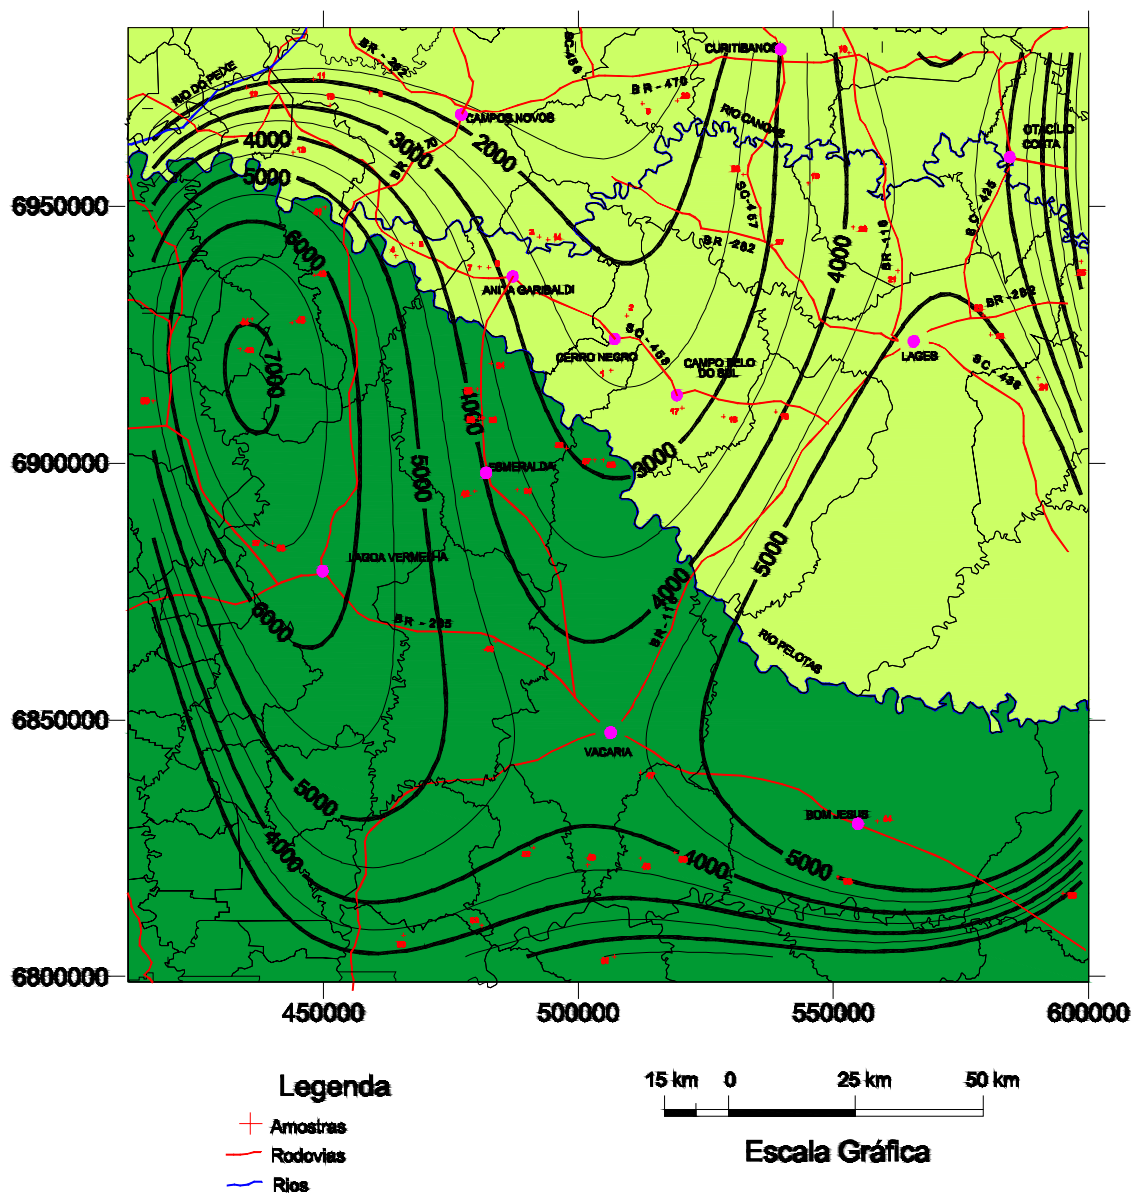 CURITIBANOS
BR - 282
SC-456
RIO DO PEIXE
BR - 470
RIO CANOAS
CAMPOS NOVOS
OTACÍLIO
COSTA
4000
3000
2000
5000
6950000
SC-457
SC - 425
6000
BR -282
4000
BR-116
ANITA GARIBALDI
BR -282
SC - 458
CERRO NEGRO
LAGES
CAMPO BELO
DO SUL
SC - 438
7000
4000
3000
6900000
5000
ESMERALDA
5000
LAGOA VERMELHA
4000
6000
BR - 285
BR-116
RIO PELOTAS
6850000
VACARIA
5000
BOM JESUS
4000
4000
5000
6800000
450000
500000
550000
600000
Legenda
15 km
0
25 km
50 km
Amostras
Rodovias
Escala Gráfica
Rios